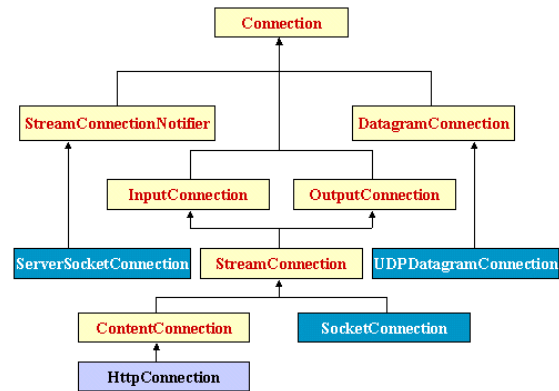 Connection
StreamConnectionNotifier
DatagramConnection
InputConnection
OutputConnection
ServerSocketConnection
StreamConnection
UDPDatagramConnection
ContentConnection
SocketConnection
HttpConnection